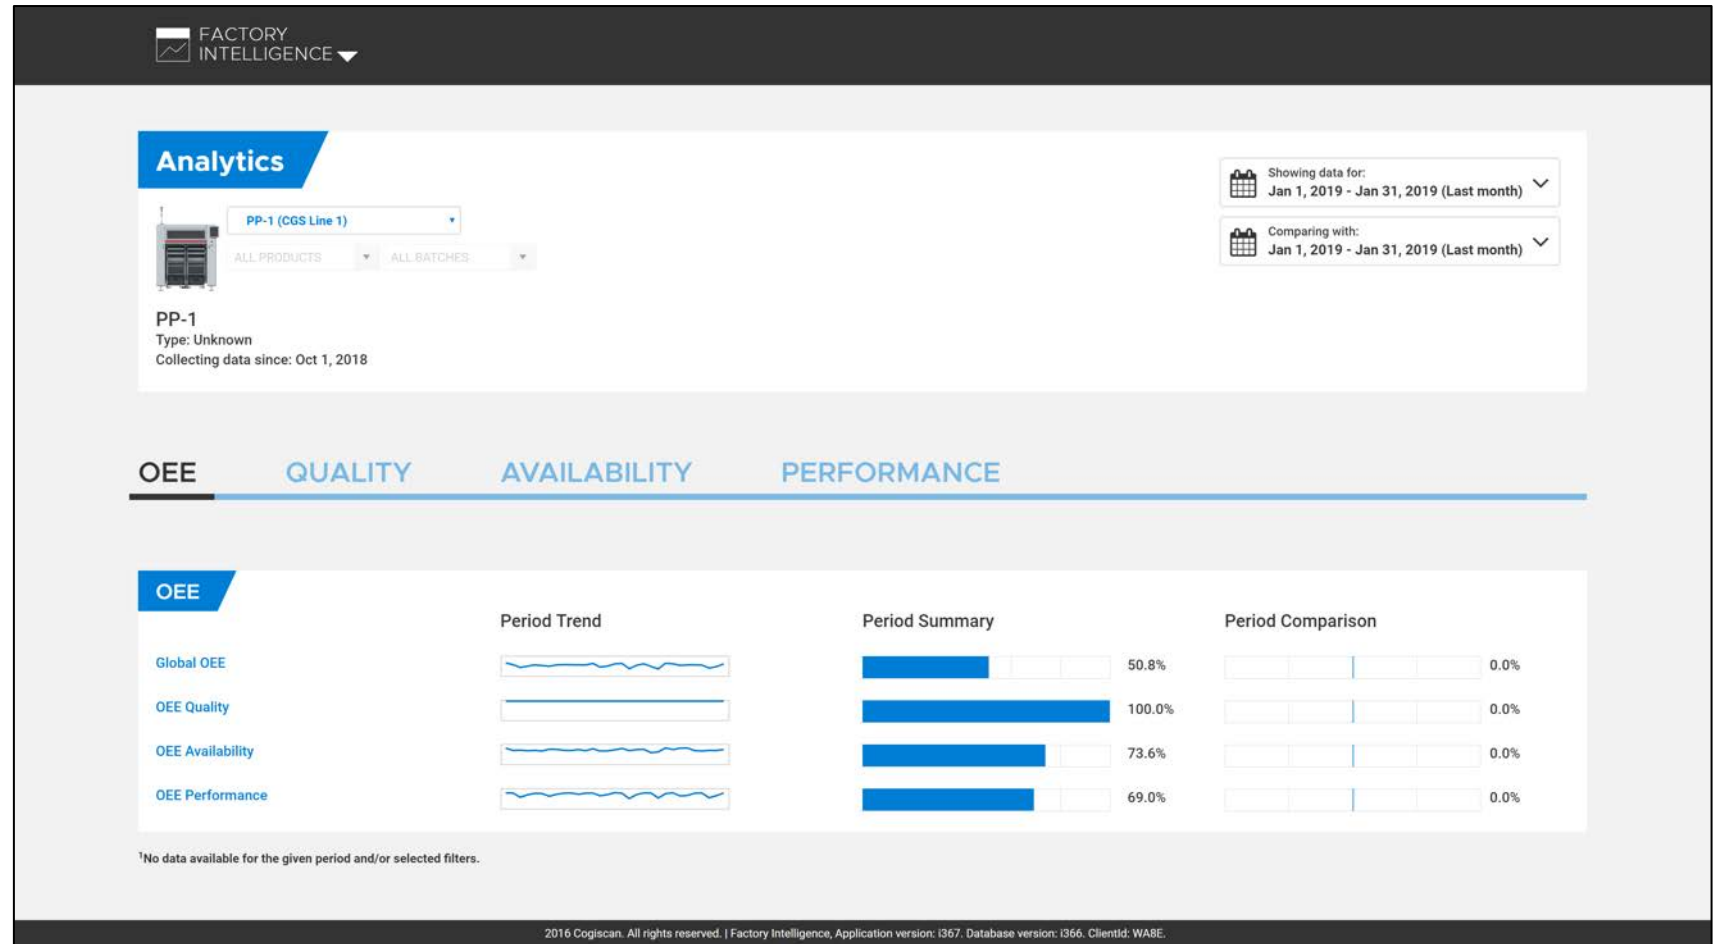 FACTORY
INTELLIGENCE
Analytics
Showing data for:
Jan 1, 2019 - Jan 31, 2019 (Last month)
PP-1 (CGS Line 1)
Comparing with:
Jan 1, 2019 - Jan 31, 2019 (Last month)
ALL PRODUCTS ALL BATCHES
PP-1
Type: Unknown
Collecting data since: Oct 1, 2018
OEE QUALITY AVAILABILITY PERFORMANCE
OEE
Period Trend Period Summary Period Comparison
Global OEE 50.8% 0.0%
OEE Quality 100.0% 0.0%
OEE Availability 73.6% 0.0%
OEE Performance 69.0% 0.0%
1No data available for the given period and/or selected filters.
2016 Cogiscan. All rights reserved. | Factory Intelligence, Application version: i367. Database version: i366. ClientId: WA8E.